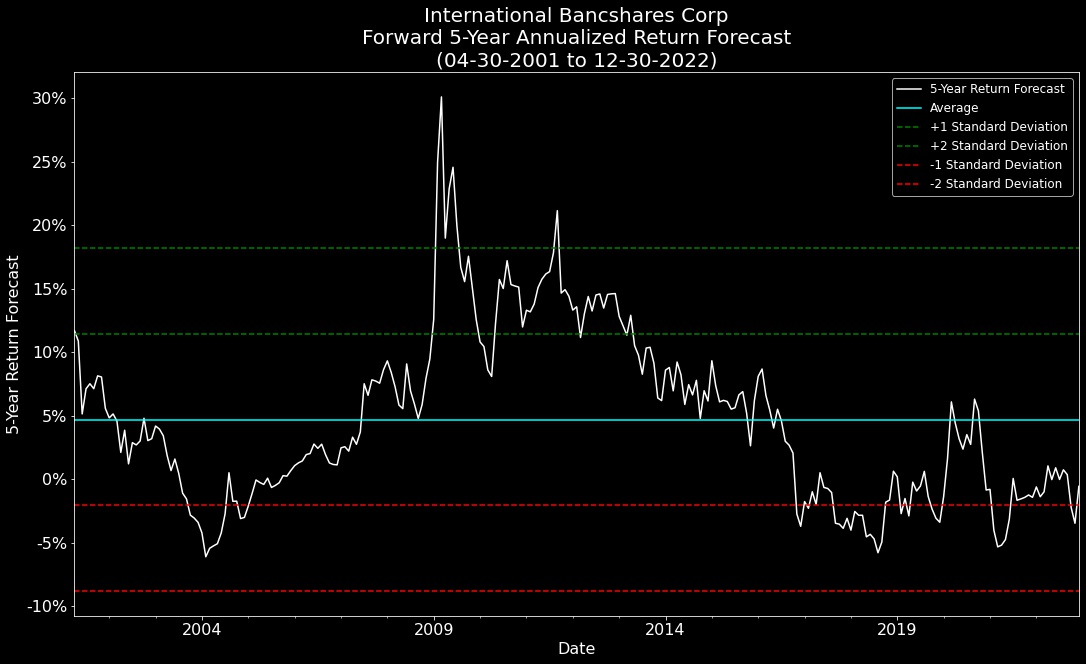 International Bancshares Corp
Forward 5-Year Annualized Return Forecast
(04-30-2001 to 12-30-2022)
5-Year Return Forecast
Average
+1 Standard Deviation
+2 Standard Deviation
-1 Standard Deviation
-2 Standard Deviation
30%
25%
20%
15%
10%
5%
0%
-5%
-10%
5-Year Return Forecast
2004
2009
2014
2019
Date